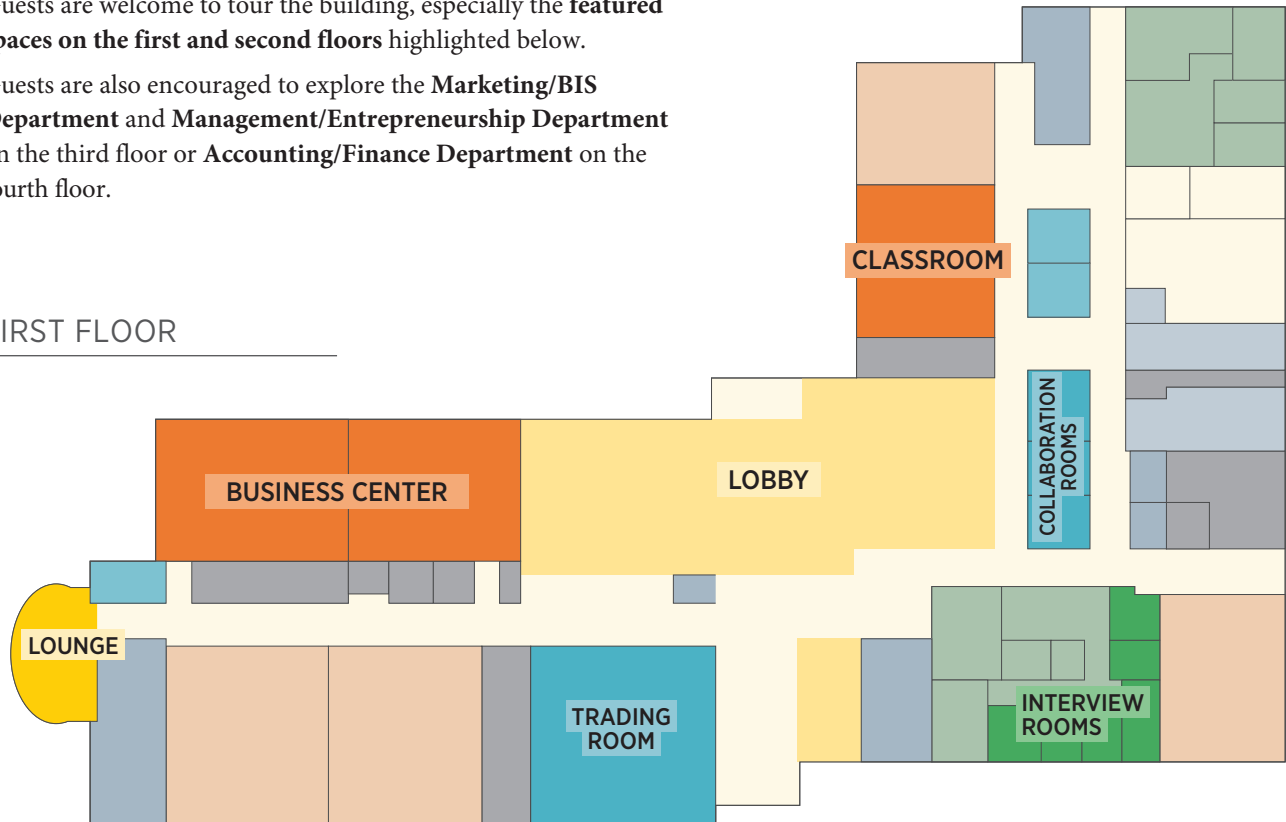 uests are welcome to tour the building, especially the featured
paces on the first and second floors highlighted below.
uests are also encouraged to explore the Marketing/BIS
epartment and Management/Entrepreneurship Department
n the third floor or Accounting/Finance Department on the
ourth floor.
CLASSROOM
IRST FLOOR
COLLABORATION
ROOMS
LOBBY
BUSINESS CENTER
LOUNGE
TRADING
ROOM
INTERVIEW
ROOMS